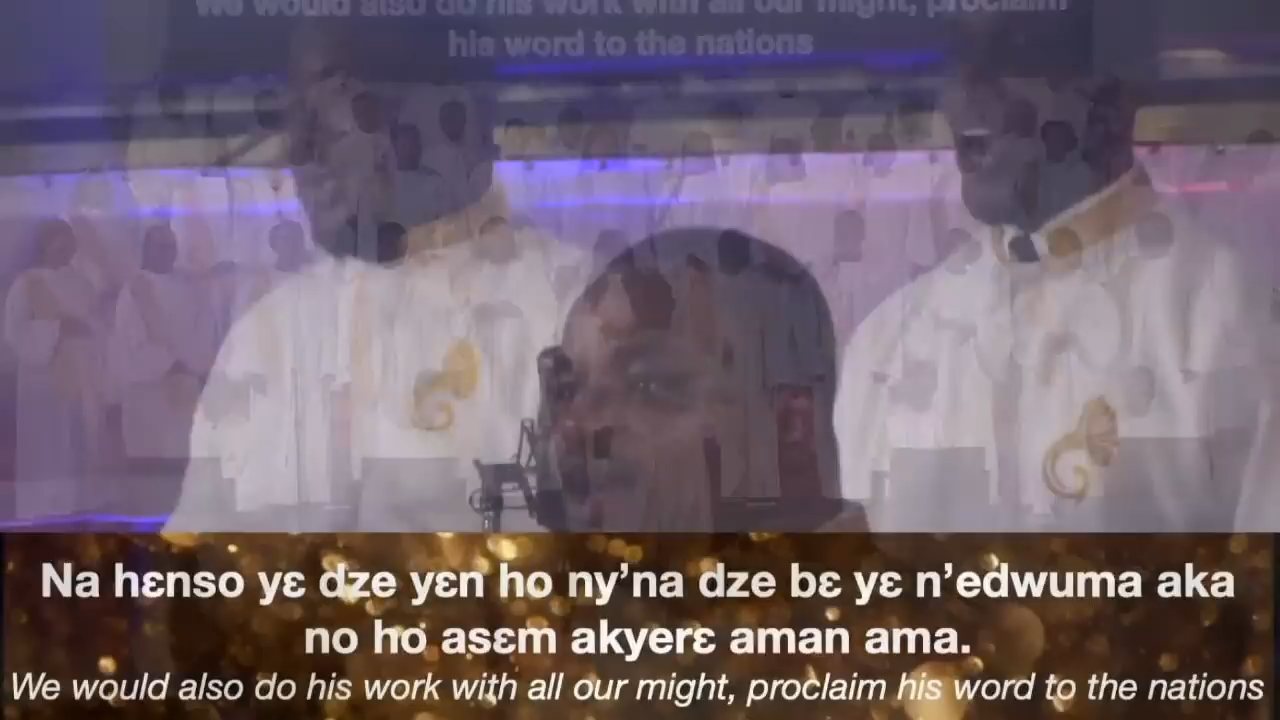 We would also do his work with all our might, proclaim
his word to the nations
Na hɛnso yɛ dze yɛn ho ny’na dze bɛ yɛ n’edwuma aka
no ho asɛm akyerɛ aman ama.
We would also do his work with all our might, proclaim his word to the nations